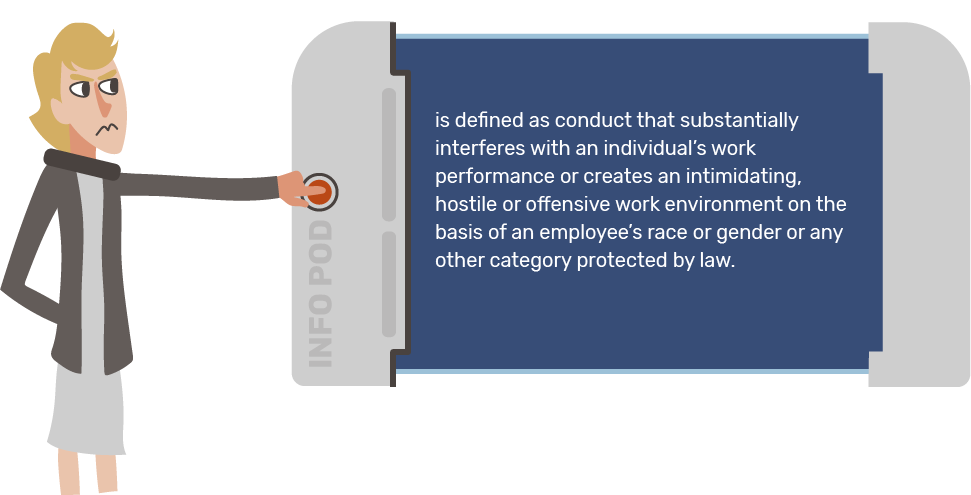 INFO POD
is defined as conduct that substantially
interferes with an individual’s work
performance or creates an intimidating,
hostile or offensive work environment on the
basis of an employee’s race or gender or any
other category protected by law.